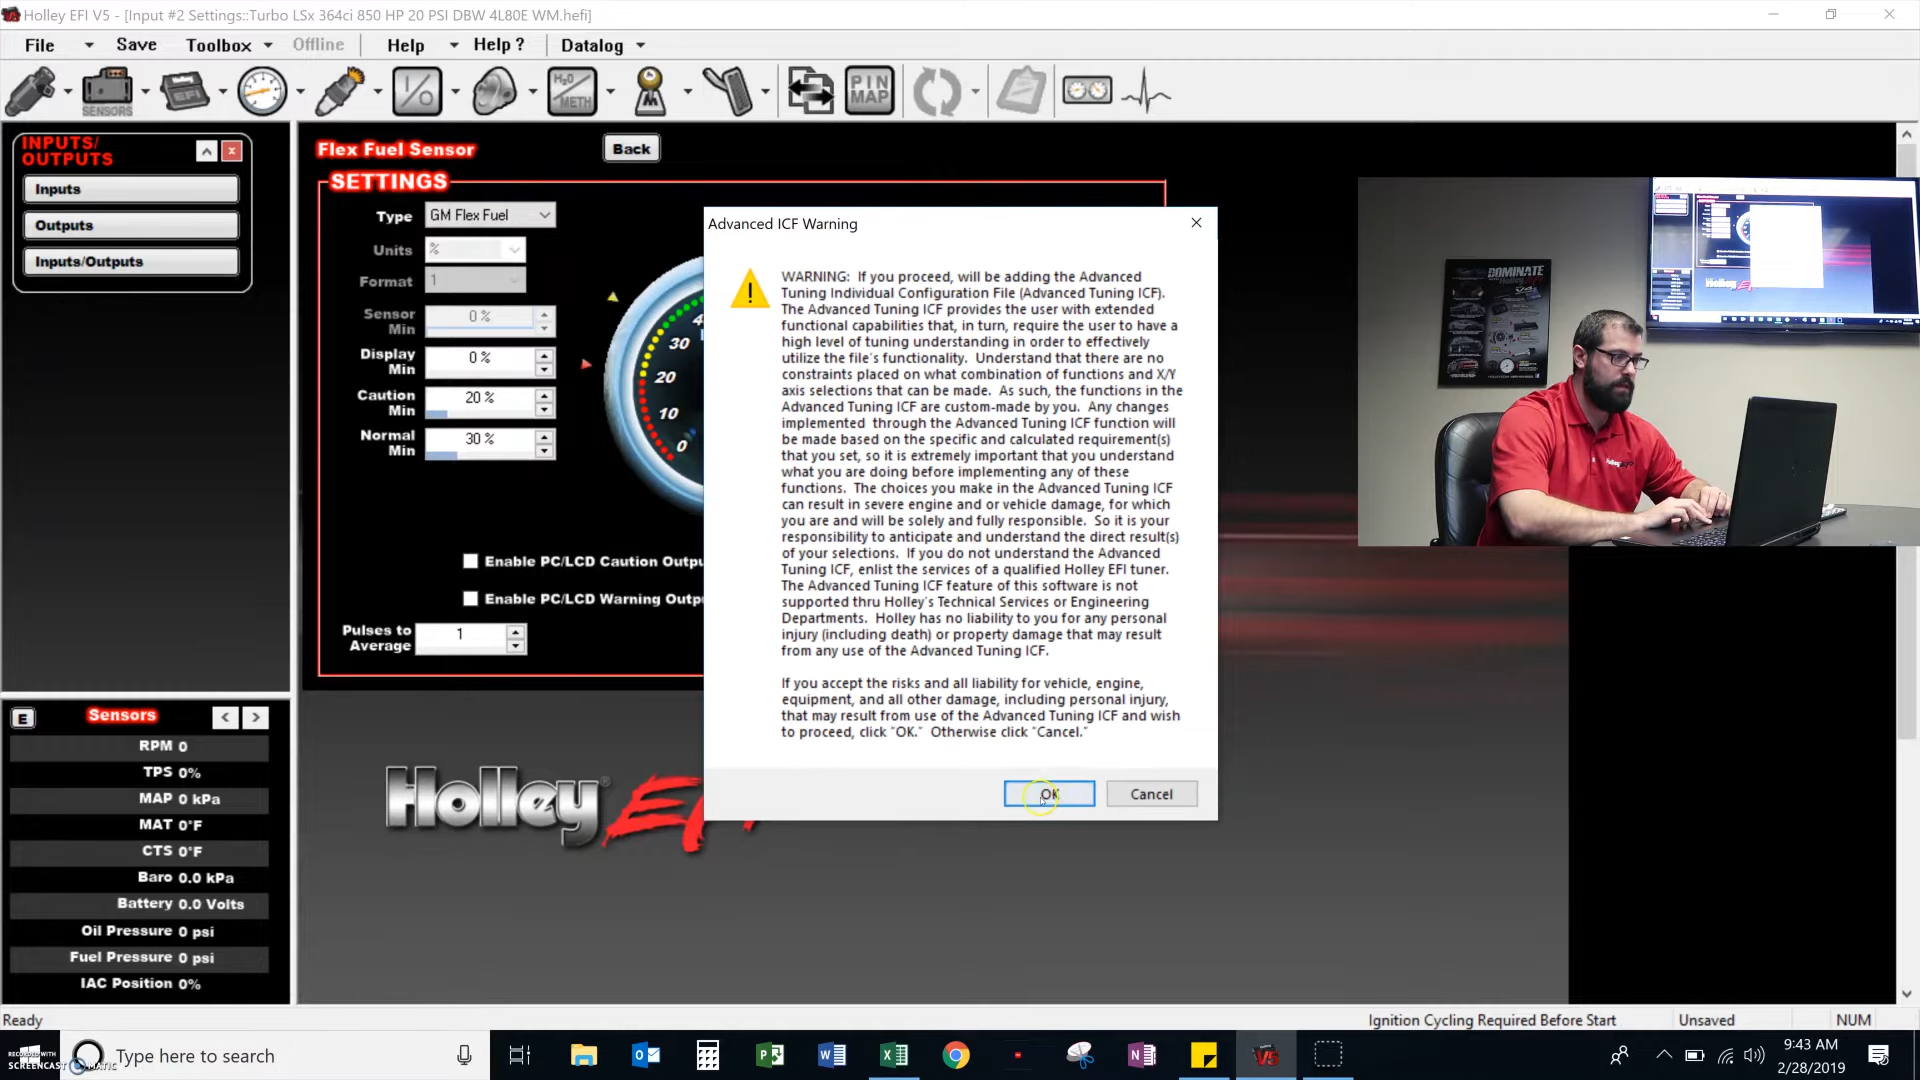 Holley EFI V5 - [Input #2 Settings::Turbo LSx 364ci 850 HP 20 PSI DBW 4L80E WM.hefi]
File Save Toolbox Offline Help Help ? Datalog
SENSORS EFI I/O H2O METH PIN MAP
INPUTS/
OUTPUTS
Inputs
Outputs
Inputs/Outputs
Flex Fuel Sensor Back
SETTINGS
Type GM Flex Fuel
Units %
Format 1
Sensor Min 0 %
Display Min 0 %
Caution Min 20 %
Normal Min 30 %
30
20
10
0
Enable PC/LCD Caution Outpu
Enable PC/LCD Warning Outpu
Pulses to Average 1
Advanced ICF Warning
WARNING: If you proceed, will be adding the Advanced
Tuning Individual Configuration File (Advanced Tuning ICF).
The Advanced Tuning ICF provides the user with extended
functional capabilities that, in turn, require the user to have a
high level of tuning understanding in order to effectively
utilize the file's functionality. Understand that there are no
constraints placed on what combination of functions and X/Y
axis selections that can be made. As such, the functions in the
Advanced Tuning ICF are custom-made by you. Any changes
implemented through the Advanced Tuning ICF function will
be made based on the specific and calculated requirement(s)
that you set, so it is extremely important that you understand
what you are doing before implementing any of these
functions. The choices you make in the Advanced Tuning ICF
can result in severe engine and or vehicle damage, for which
you are and will be solely and fully responsible. So it is your
responsibility to anticipate and understand the direct result(s)
of your selections. If you do not understand the Advanced
Tuning ICF, enlist the services of a qualified Holley EFI tuner.
The Advanced Tuning ICF feature of this software is not
supported thru Holley's Technical Services or Engineering
Departments. Holley has no liability to you for any personal
injury (including death) or property damage that may result
from any use of the Advanced Tuning ICF.
If you accept the risks and all liability for vehicle, engine,
equipment, and all other damage, including personal injury,
that may result from use of the Advanced Tuning ICF and wish
to proceed, click "OK." Otherwise click "Cancel."
OK Cancel
DOMINATE
Holley EFI
E Sensors < >
RPM 0
TPS 0%
MAP 0 kPa
MAT 0°F
CTS 0°F
Baro 0.0 kPa
Battery 0.0 Volts
Oil Pressure 0 psi
Fuel Pressure 0 psi
IAC Position 0%
Ready Ignition Cycling Required Before Start Unsaved NUM
RECORDED WITH
SCREENCAST MATIC
Type here to search
9:43 AM
2/28/2019